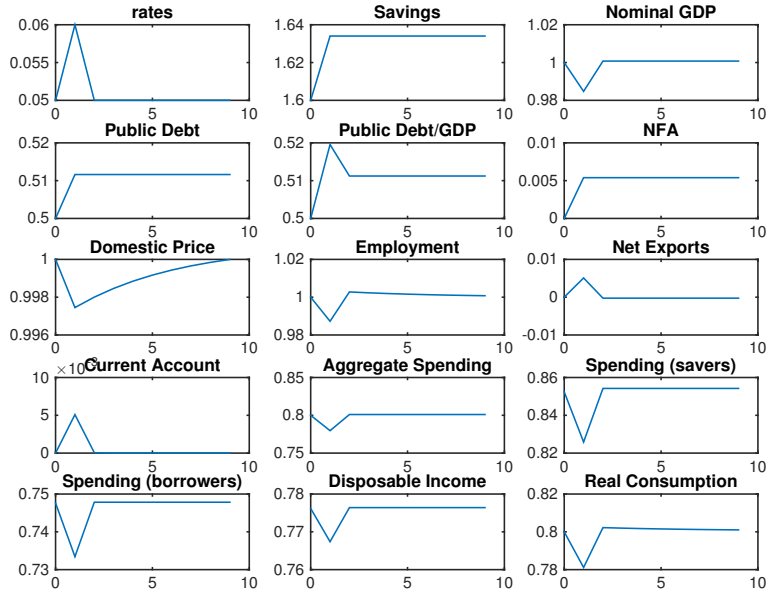 rates Savings Nominal GDP
0.06 1.64 1.02
0.055 1.62 1
0.05 1.6 0.98
0 5 10 0 5 10 0 5 10
Public Debt Public Debt/GDP NFA
0.52 0.52 0.01
0.51 0.51 0.005
0.5 0.5 0
0 5 10 0 5 10 0 5 10
Domestic Price Employment Net Exports
1 1.02 0.01
0.998 1 0
0.996 0.98 -0.01
0 5 10 0 5 10 0 5 10
×10-3 Current Account Aggregate Spending Spending (savers)
10 0.85 0.86
5 0.8 0.84
0 0.75 0.82
0 5 10 0 5 10 0 5 10
Spending (borrowers) Disposable Income Real Consumption
0.75 0.78 0.82
0.74 0.77 0.8
0.73 0.76 0.78
0 5 10 0 5 10 0 5 10